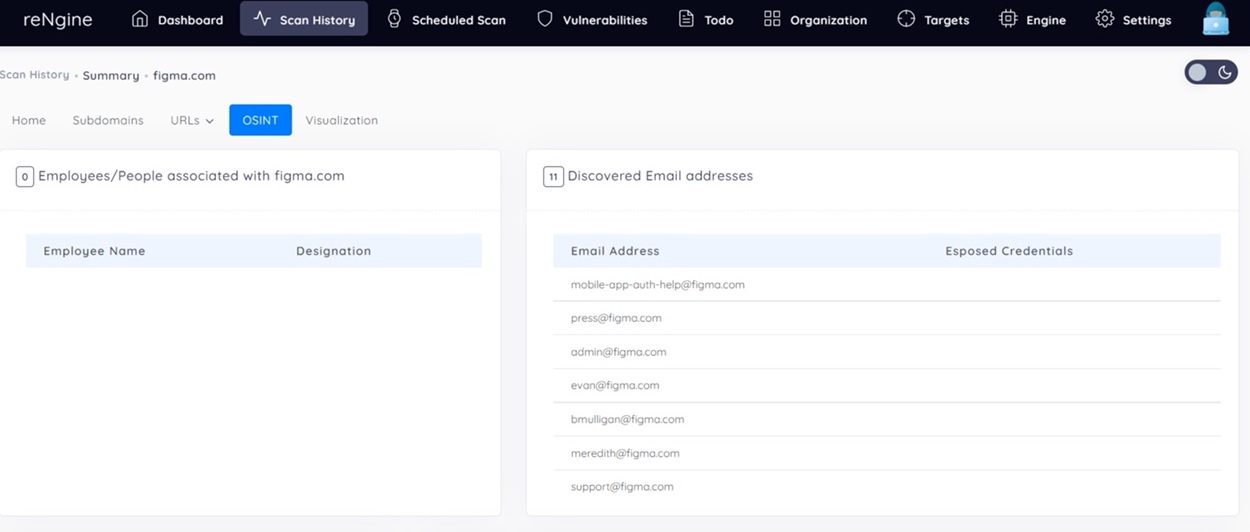 reNgine Dashboard Scan History Scheduled Scan Vulnerabilities Todo Organization Targets Engine Settings
Scan History • Summary • figma.com
Home Subdomains URLs OSINT Visualization
0 Employees/People associated with figma.com
Employee Name Designation
11 Discovered Email addresses
Email Address Esposed Credentials
mobile-app-auth-help@figma.com
press@figma.com
admin@figma.com
evan@figma.com
bmulligan@figma.com
meredith@figma.com
support@figma.com